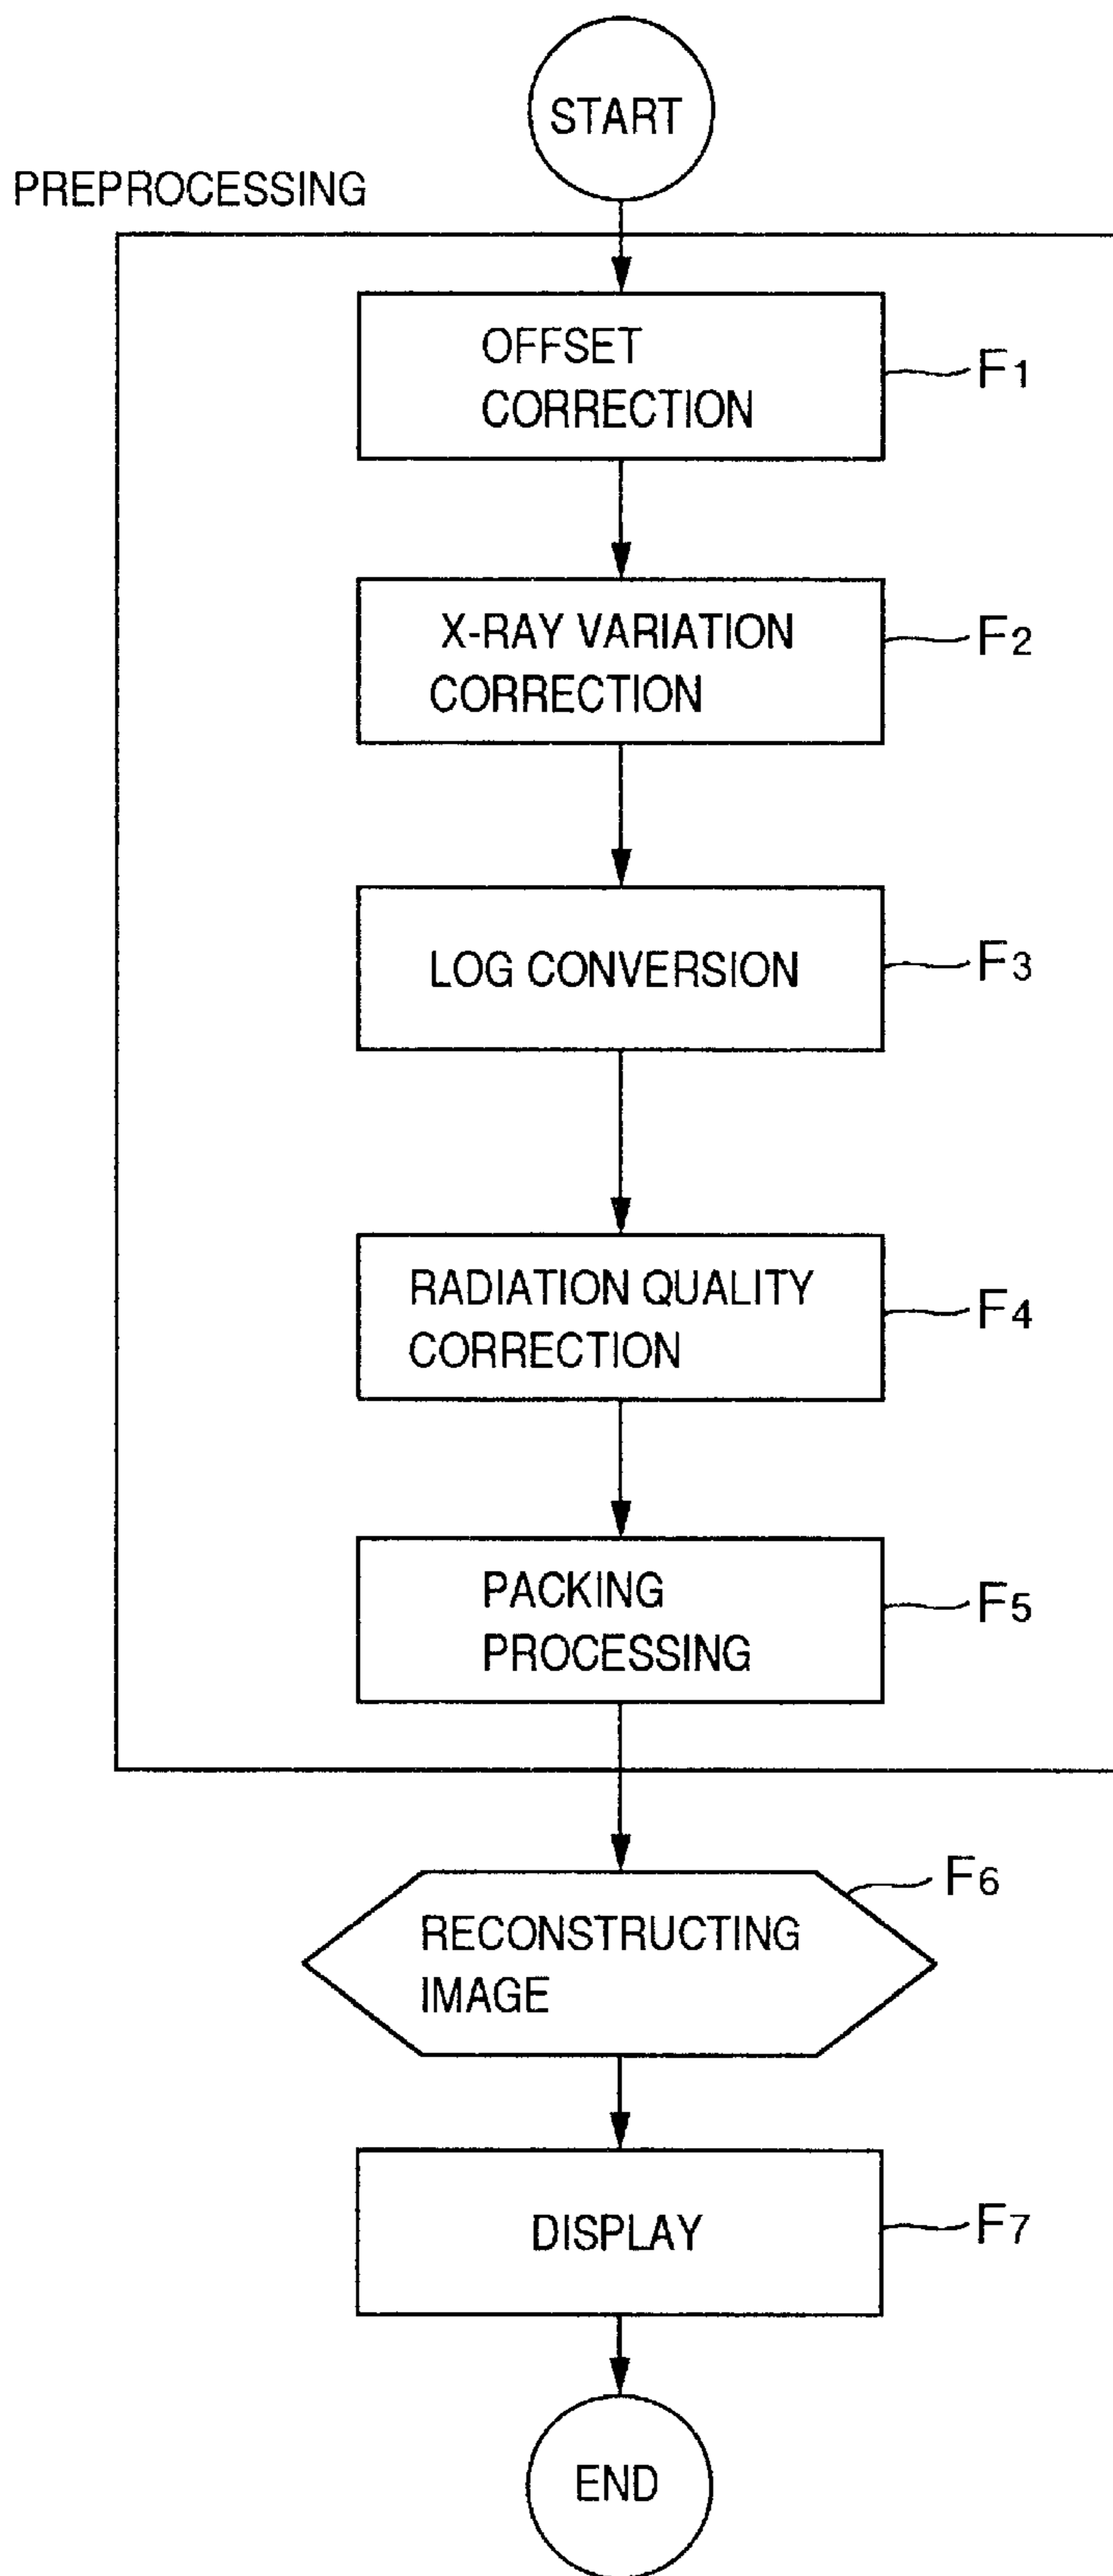 START
PREPROCESSING
OFFSET
CORRECTION
F1
X-RAY VARIATION
CORRECTION
F2
LOG CONVERSION
F3
RADIATION QUALITY
CORRECTION
F4
PACKING
PROCESSING
F5
F6
RECONSTRUCTING
IMAGE
DISPLAY
F7
END